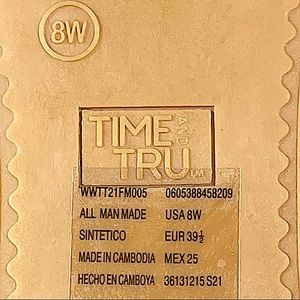 8W
TIME AND
TRU™
WWTT21FM005 0605388458209
ALL MAN MADE USA 8W
SINTETICO EUR 39½
MADE IN CAMBODIA MEX 25
HECHO EN CAMBOYA 36131215 S21